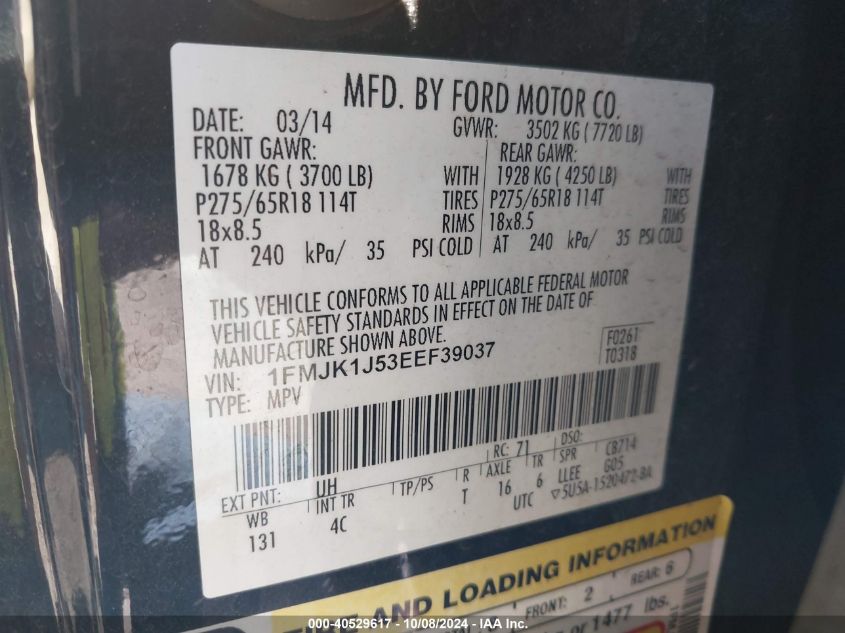 MFD. BY FORD MOTOR CO.
DATE: 03/14 GVWR: 3502 KG ( 7720 LB)
FRONT GAWR: REAR GAWR:
1678 KG ( 3700 LB) WITH 1928 KG ( 4250 LB) WITH
P275/65R18 114T TIRES P275/65R18 114T TIRES
18x8.5 RIMS 18x8.5 RIMS
AT 240 kPa/ 35 PSI COLD AT 240 kPa/ 35 PSI COLD
THIS VEHICLE CONFORMS TO ALL APPLICABLE FEDERAL MOTOR
VEHICLE SAFETY STANDARDS IN EFFECT ON THE DATE OF
MANUFACTURE SHOWN ABOVE.
F0261
VIN: 1FMJK1J53EEF39037 T0318
TYPE: MPV
RC: 71 DSO:
EXT PNT: UH CB714
WB INT TR TP/PS R AXLE TR SPR G05
131 4C T 16 6 LLEE
UTC ▽5U5A-1520472-BA
AND LOADING INFORMATION
FRONT: 2 REAR: 6
or 1477 lbs.
000-40529617 - 10/08/2024 - Copyright IAA, Inc.